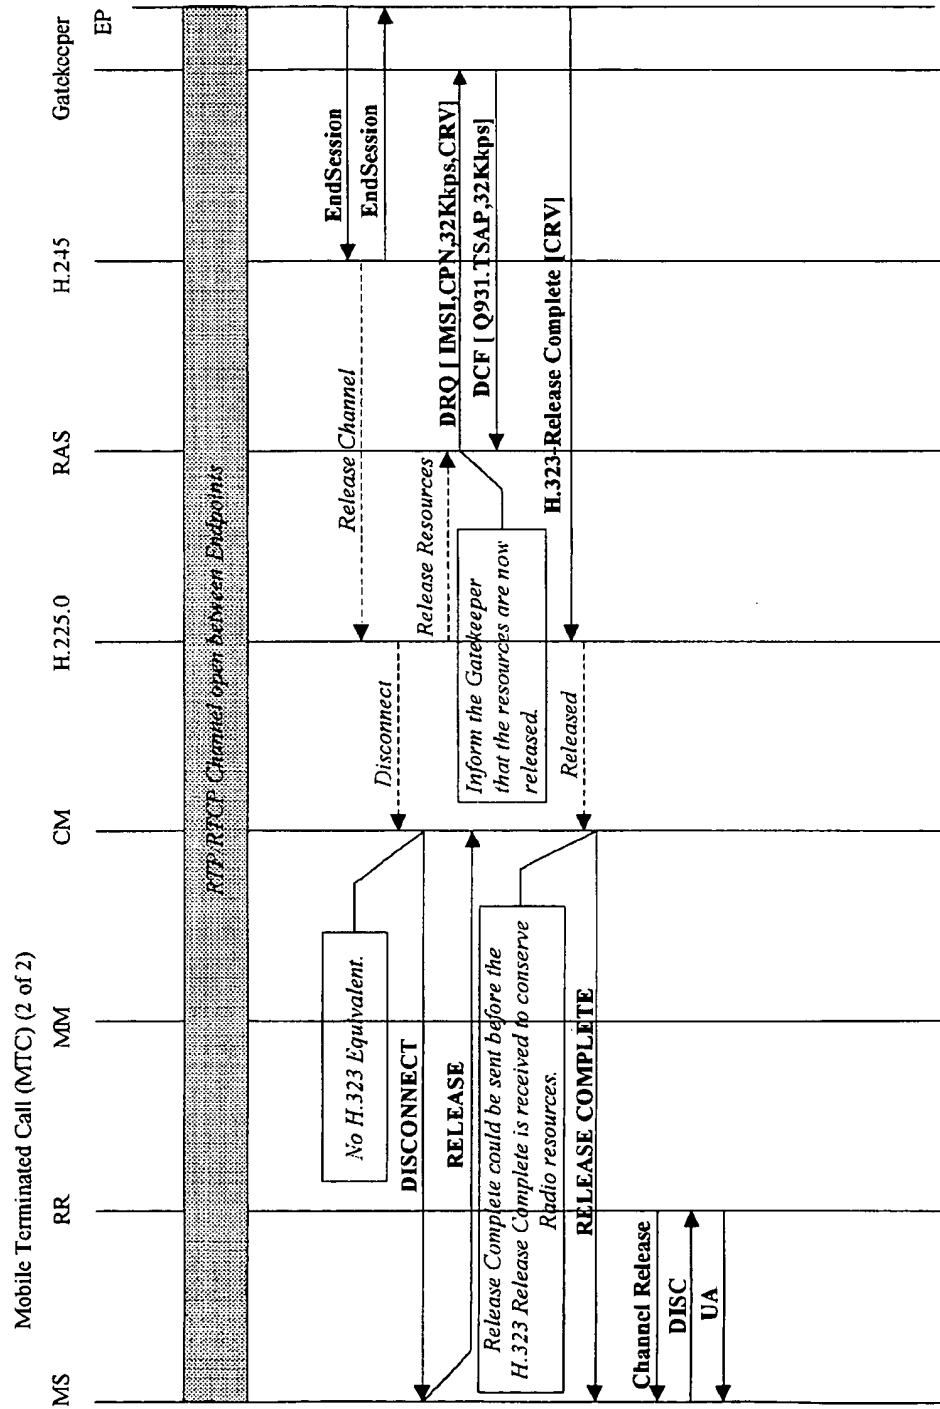 Mobile Terminated Call (MTC) (2 of 2)
MS
RR
MM
CM
H.225.0
RAS
H.245
Gatekeeper
EP
RTP/RTCP Channel open between Endpoints
EndSession
Release Channel
EndSession
No H.323 Equivalent.
Disconnect
DISCONNECT
Release Resources
DRQ [ IMSI,CPN,32Kkps,CRV]
RELEASE
DCF [ Q931.TSAP,32Kkps]
Inform the Gatekeeper
that the resources are now
released.
Release Complete could be sent before the
H.323 Release Complete is received to conserve
Radio resources.
H.323-Release Complete [CRV]
Released
RELEASE COMPLETE
Channel Release
DISC
UA